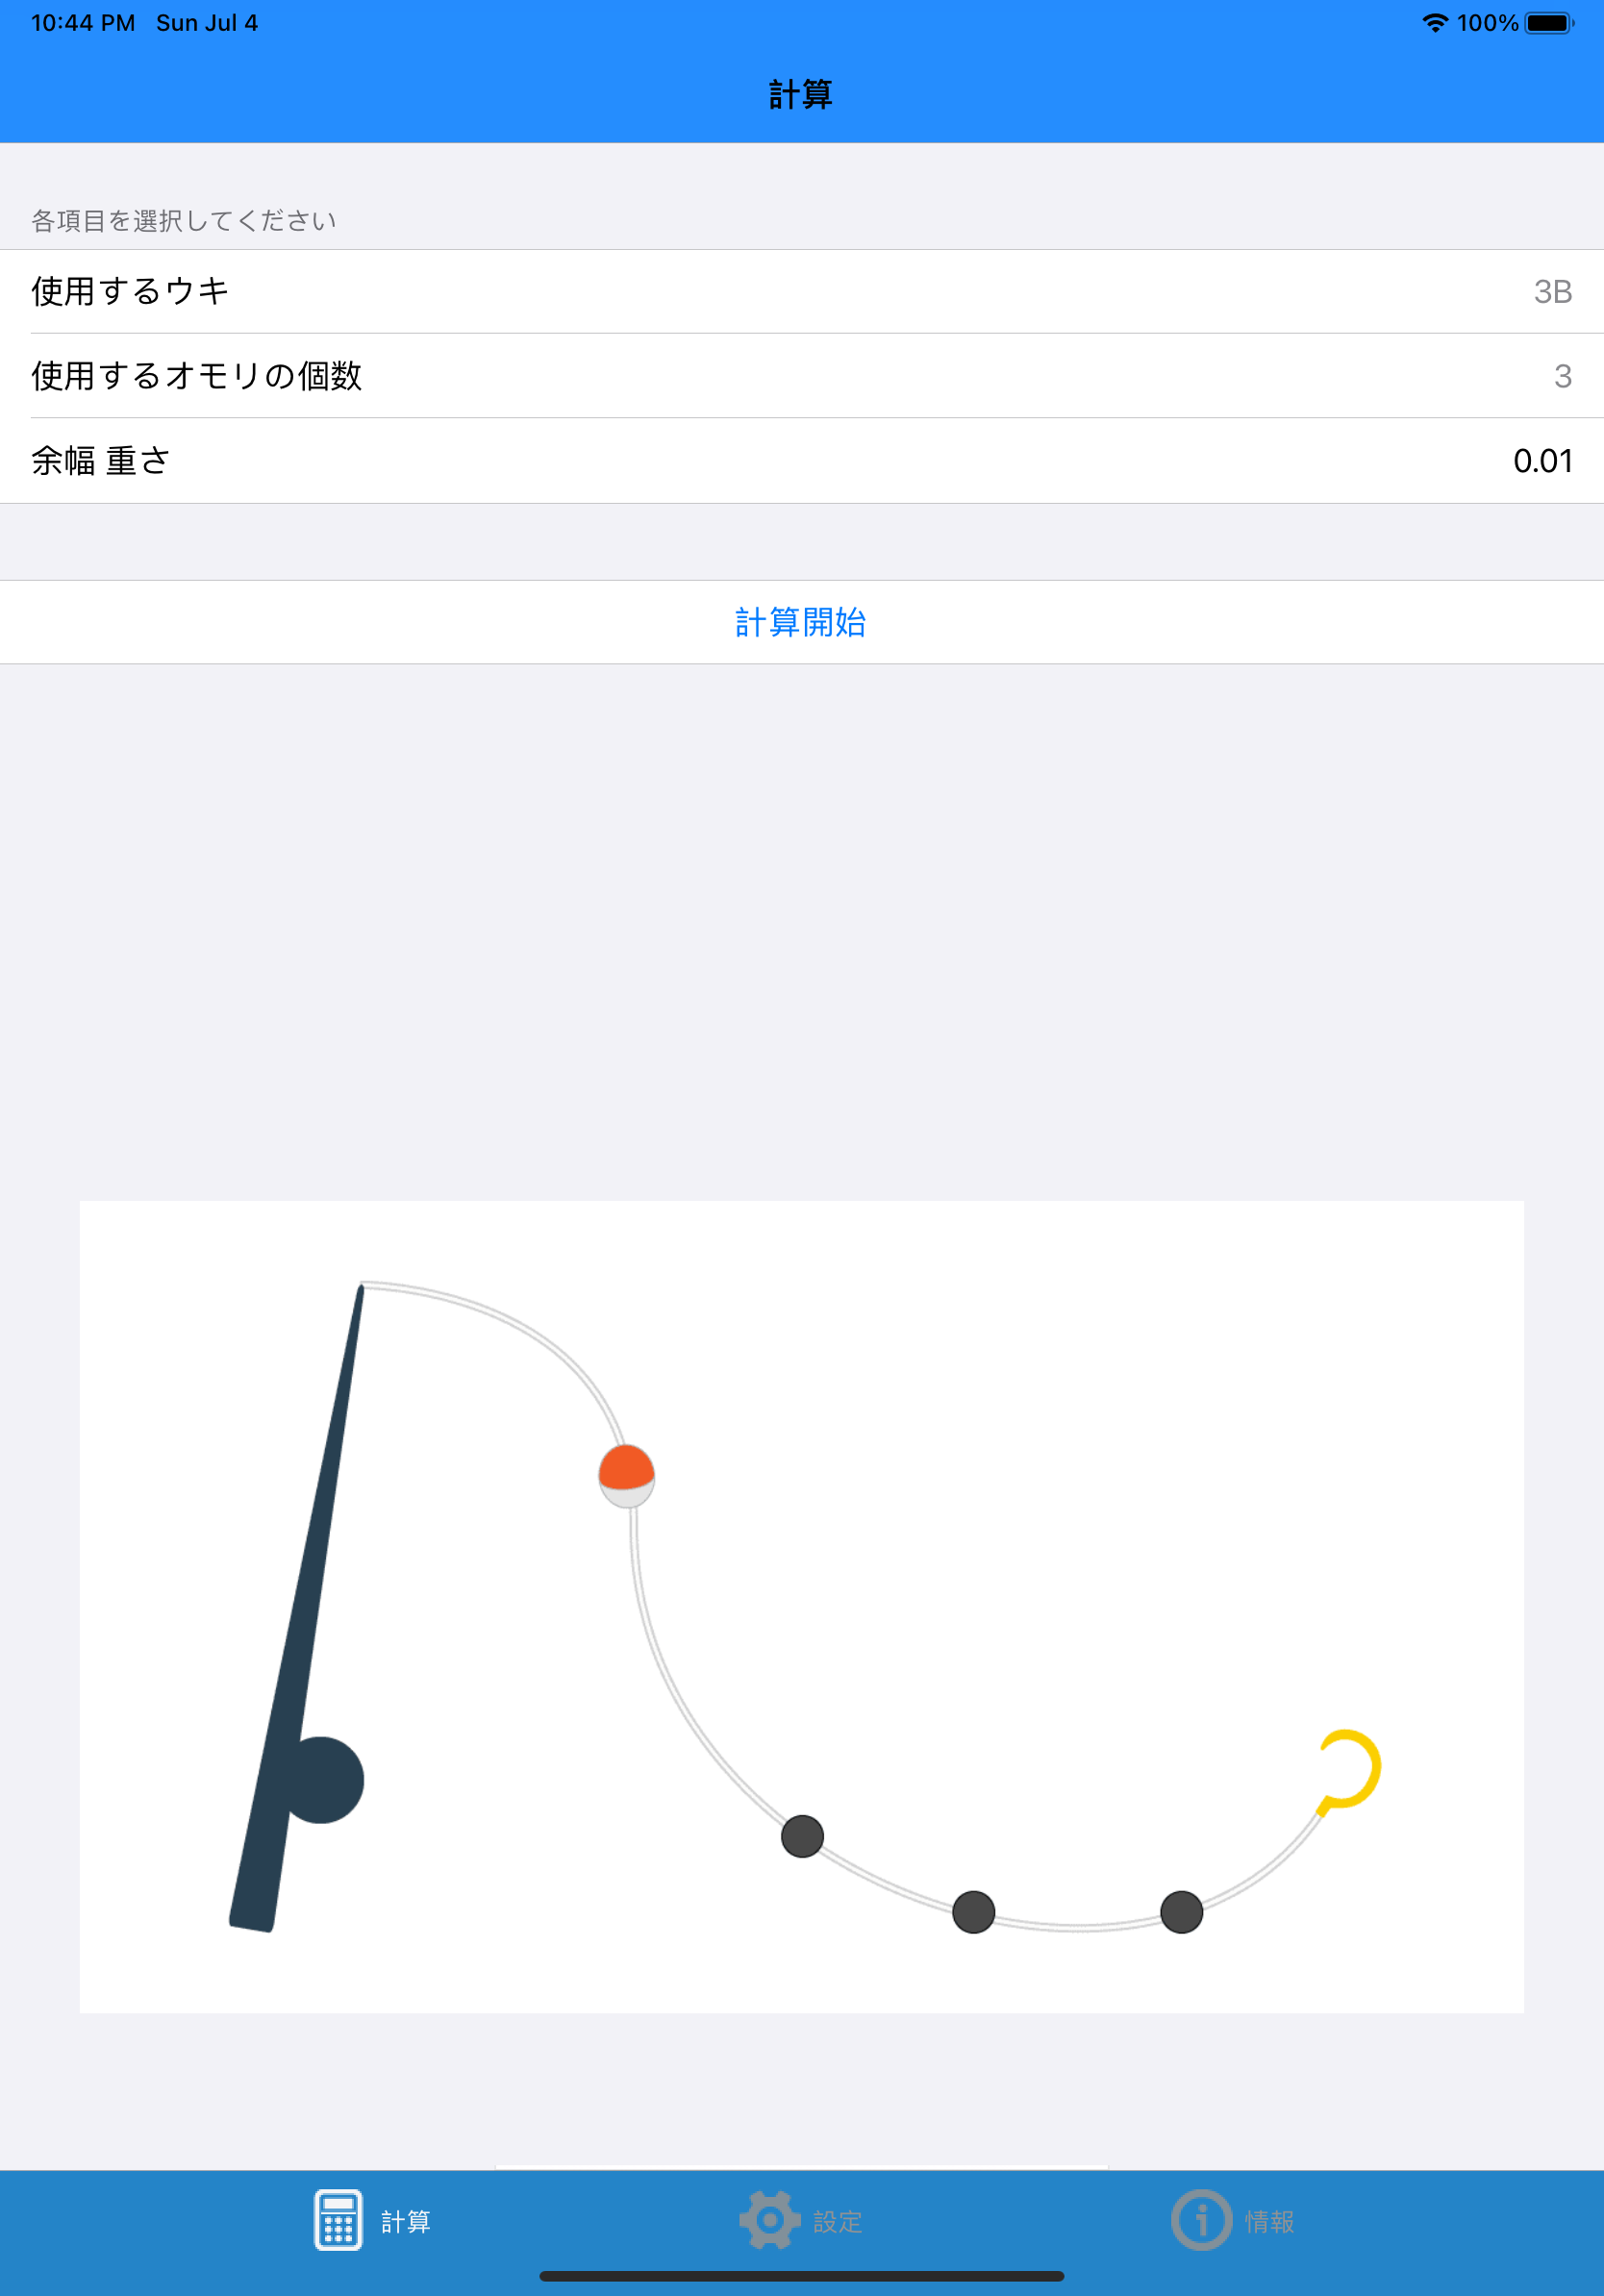 10:44 PM Sun Jul 4 100%
計算
各項目を選択してください
使用するウキ 3B
使用するオモリの個数 3
余幅 重さ 0.01
計算開始
計算 設定 情報